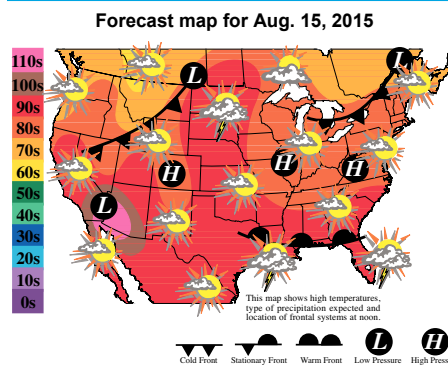 Forecast map for Aug. 15, 2015
110s
100s
90s
80s
70s
60s
50s
40s
30s
20s
10s
0s
L
L
H
H
H
L
This map shows high temperatures,
type of precipitation expected and
location of frontal systems at noon.
L
H
Cold Front
Stationary Front
Warm Front
Low Pressure
High Press